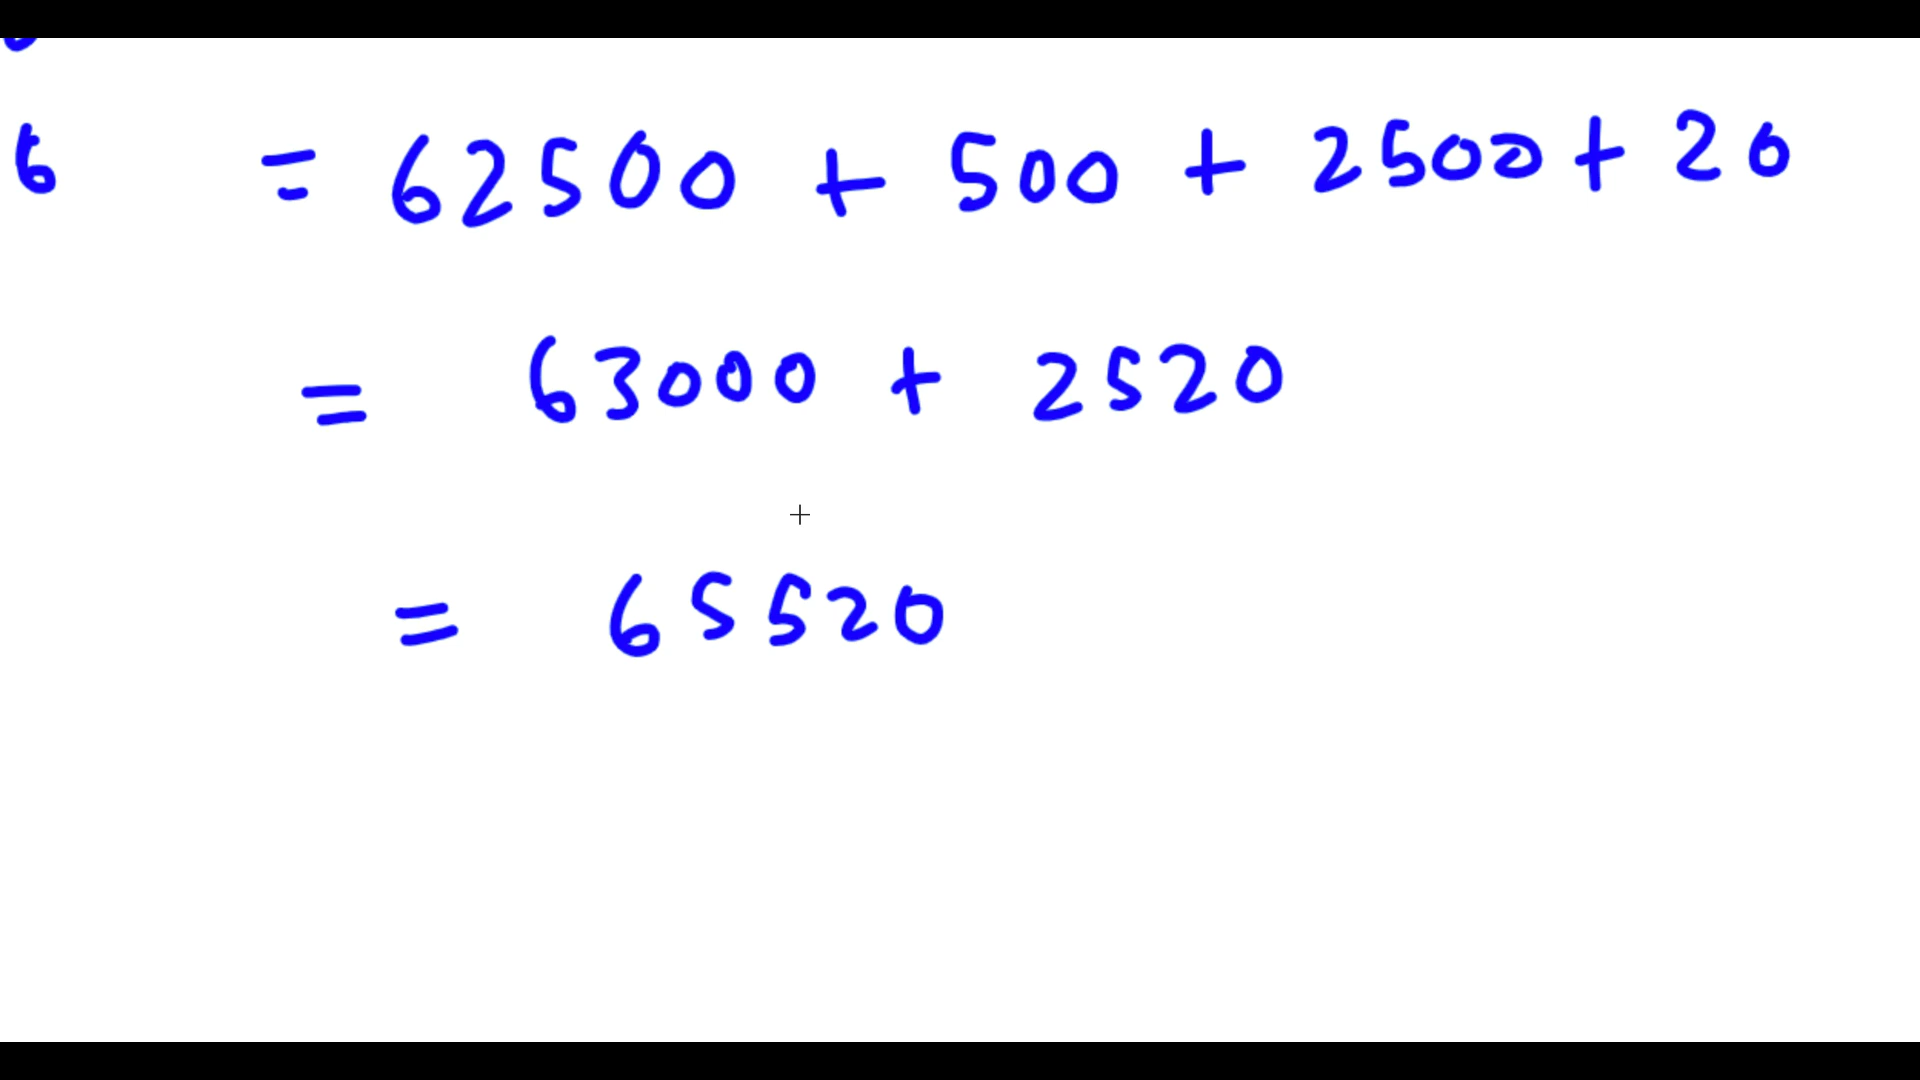 6 = 62500 + 500 + 2500 + 20
= 63000 + 2520
= 65520